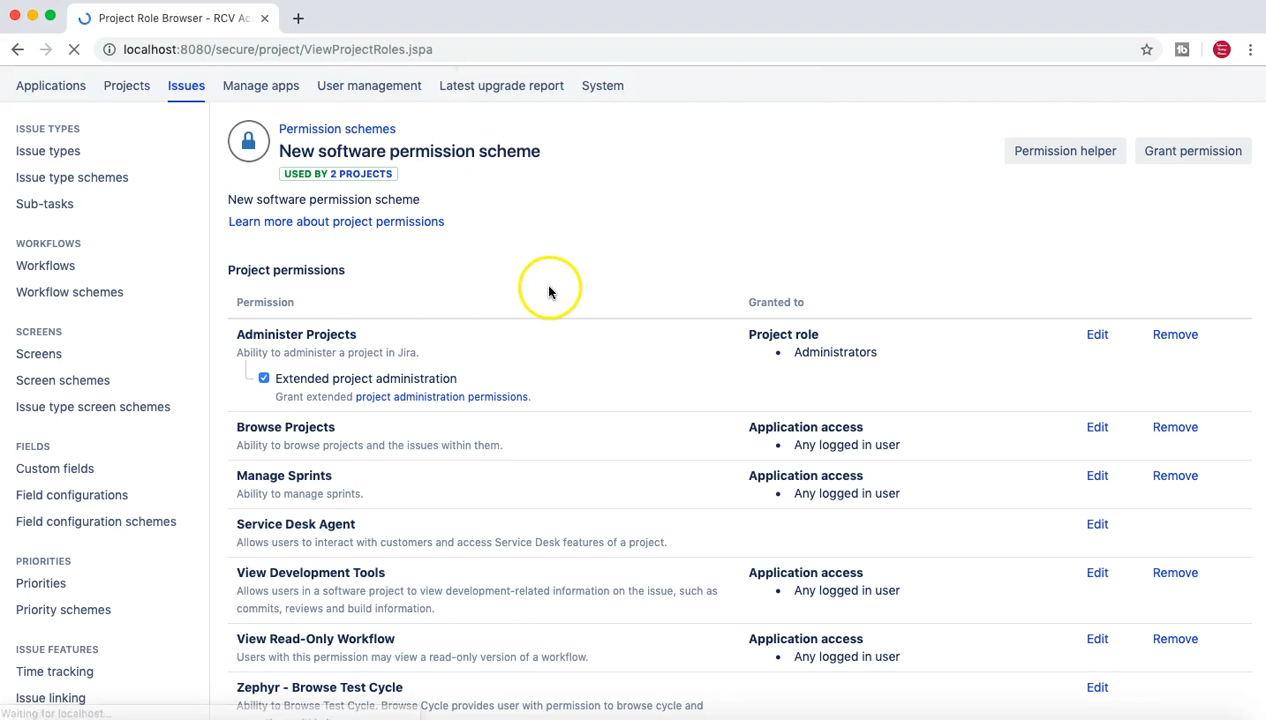 Project Role Browser - RCV Ac
localhost:8080/secure/project/ViewProjectRoles.jspa
Applications Projects Issues Manage apps User management Latest upgrade report System
ISSUE TYPES
Issue types
Issue type schemes
Sub-tasks
WORKFLOWS
Workflows
Workflow schemes
SCREENS
Screens
Screen schemes
Issue type screen schemes
FIELDS
Custom fields
Field configurations
Field configuration schemes
PRIORITIES
Priorities
Priority schemes
ISSUE FEATURES
Time tracking
Issue linking
Waiting for localhost...
Permission schemes
New software permission scheme
USED BY 2 PROJECTS
Permission helper Grant permission
New software permission scheme
Learn more about project permissions
Project permissions
Permission Granted to
Administer Projects Project role Edit Remove
Ability to administer a project in Jira. • Administrators
Extended project administration
Grant extended project administration permissions.
Browse Projects Application access Edit Remove
Ability to browse projects and the issues within them. • Any logged in user
Manage Sprints Application access Edit Remove
Ability to manage sprints. • Any logged in user
Service Desk Agent Edit
Allows users to interact with customers and access Service Desk features of a project.
View Development Tools Application access Edit Remove
Allows users in a software project to view development-related information on the issue, such as • Any logged in user
commits, reviews and build information.
View Read-Only Workflow Application access Edit Remove
Users with this permission may view a read-only version of a workflow. • Any logged in user
Zephyr - Browse Test Cycle Edit
Ability to Browse Test Cycle. Browse Cycle provides user with permission to browse cycle and